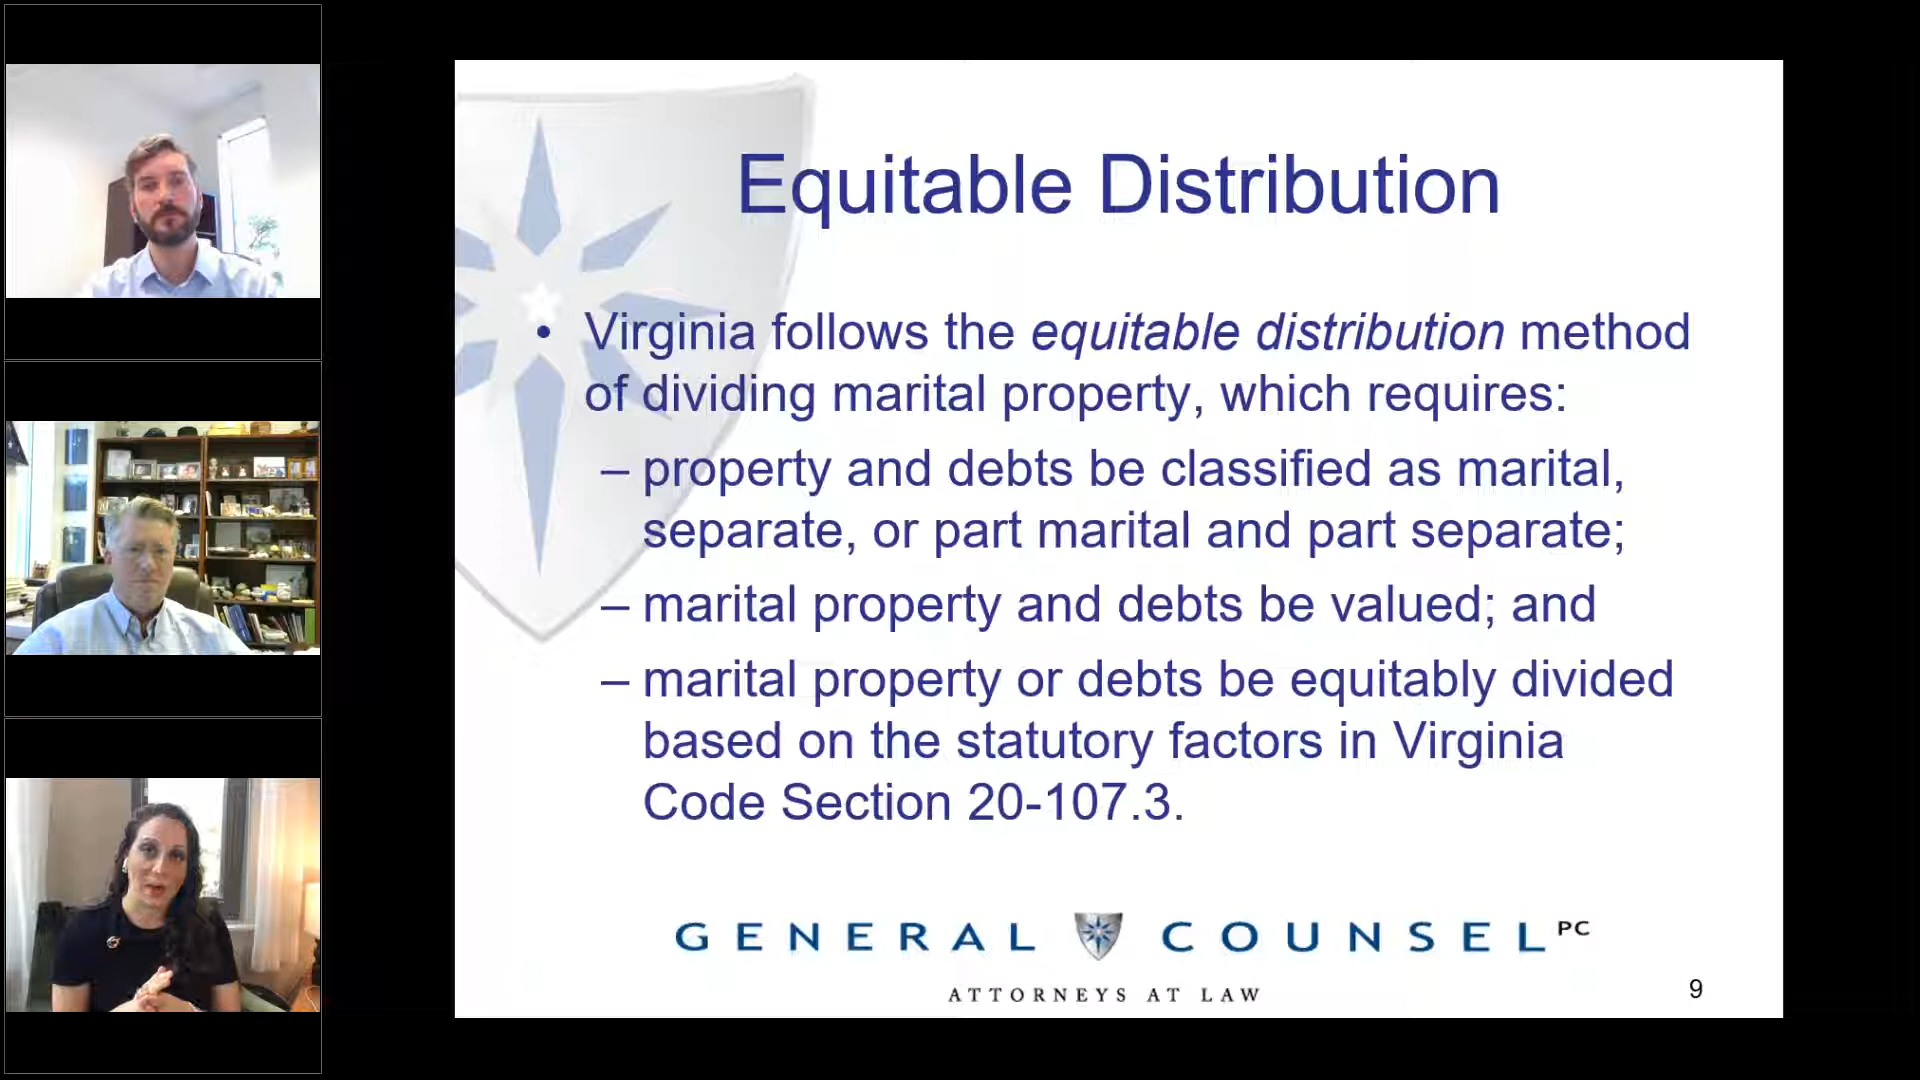 Equitable Distribution
• Virginia follows the equitable distribution method
of dividing marital property, which requires:
– property and debts be classified as marital,
separate, or part marital and part separate;
– marital property and debts be valued; and
– marital property or debts be equitably divided
based on the statutory factors in Virginia
Code Section 20-107.3.
GENERAL COUNSEL PC
ATTORNEYS AT LAW
9